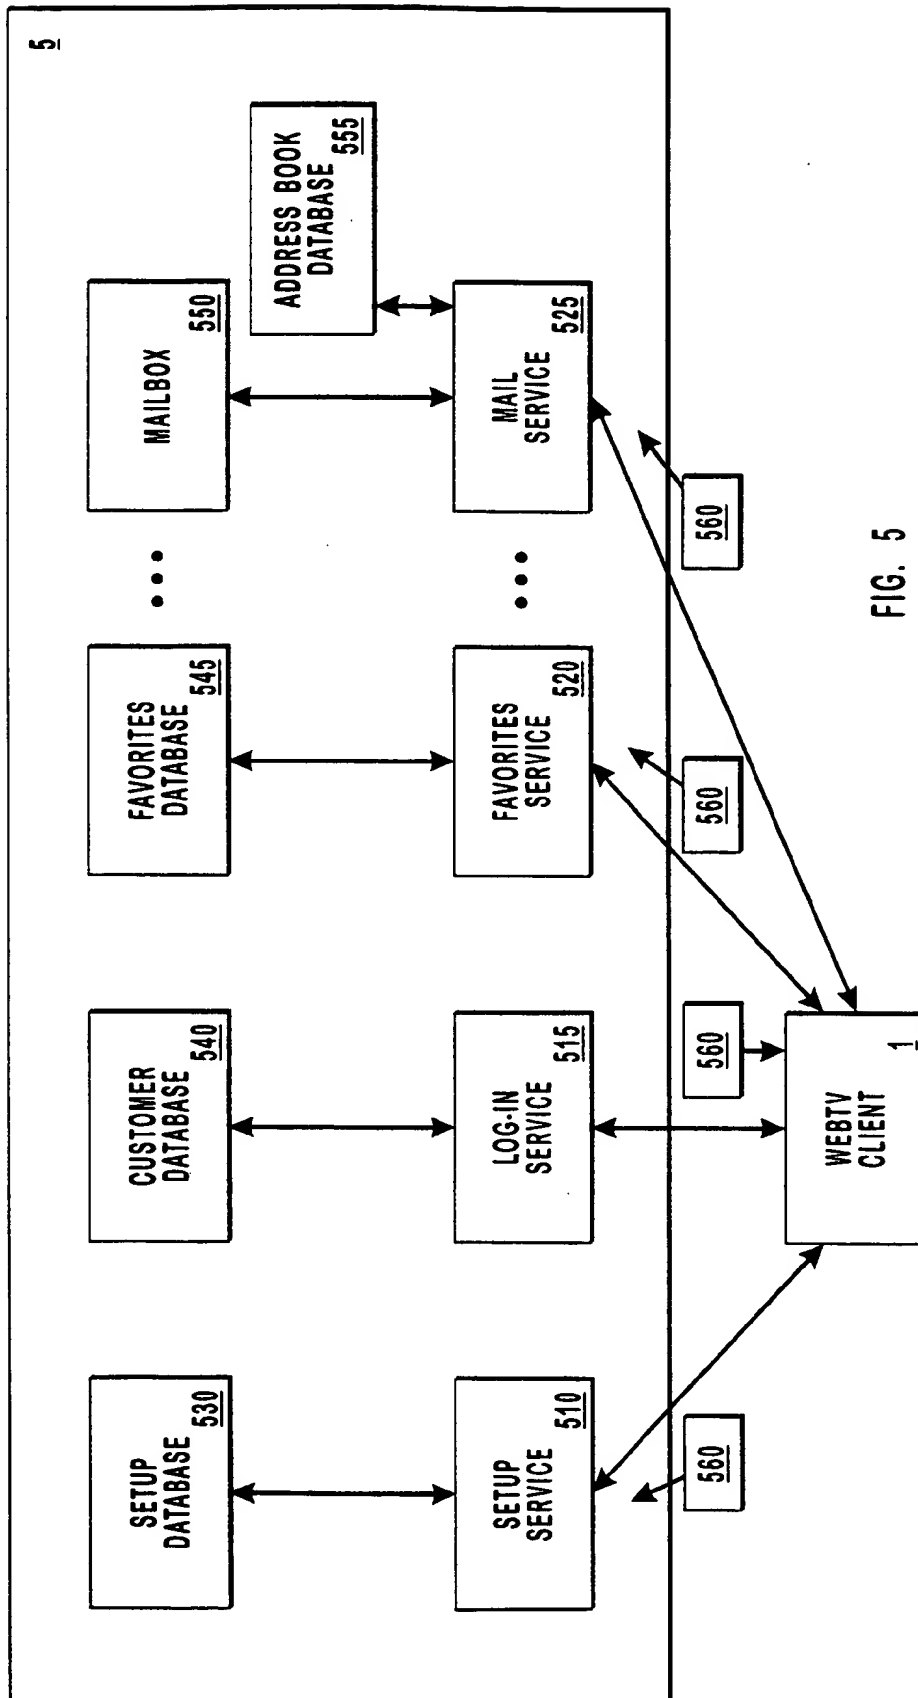 5
SETUP
DATABASE
530
CUSTOMER
DATABASE
540
FAVORITES
DATABASE
545
MAILBOX
550
ADDRESS BOOK
DATABASE
555
SETUP
SERVICE
510
LOG-IN
SERVICE
515
FAVORITES
SERVICE
520
MAIL
SERVICE
525
560
560
560
560
WEBTV
CLIENT
1
FIG. 5